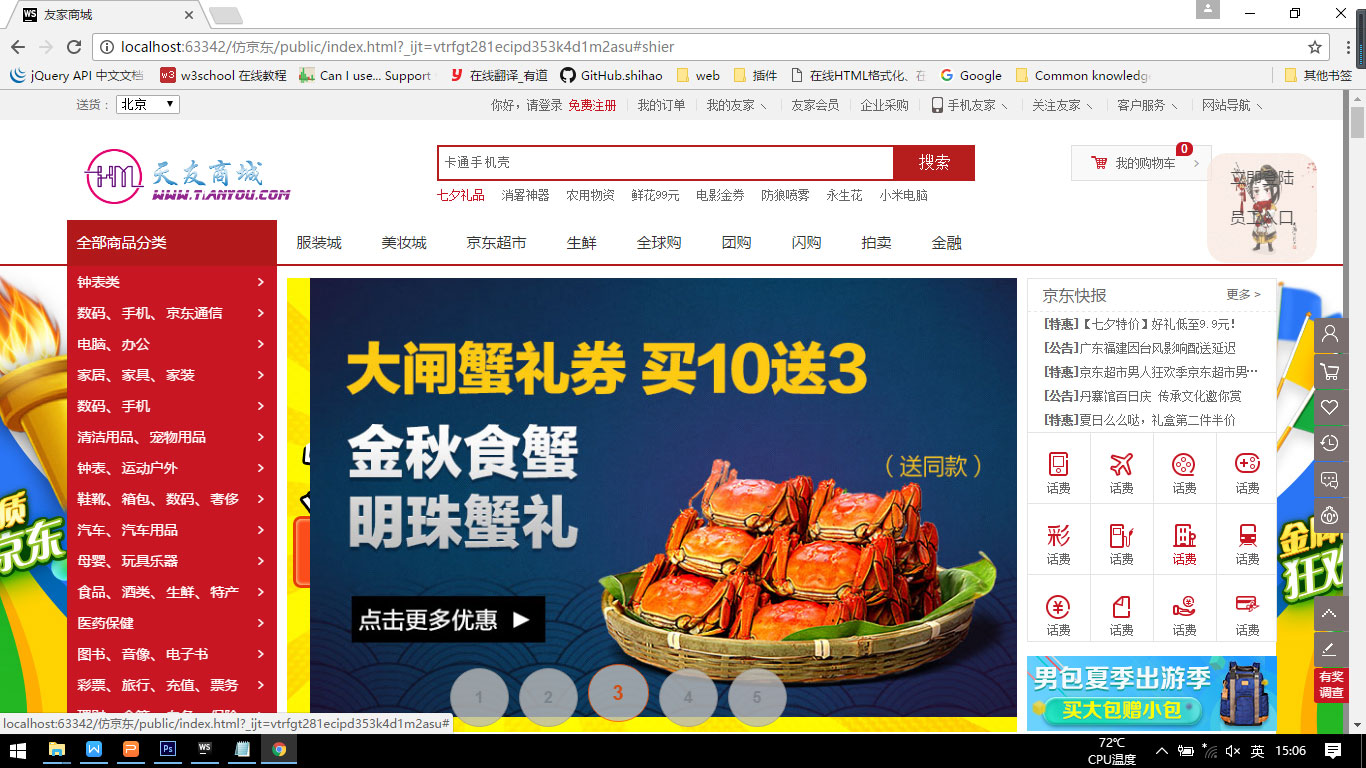 WS 友家商城
localhost:63342/仿京东/public/index.html?_ijt=vtrfgt281ecipd353k4d1m2asu#shier
jQuery API 中文文档 w3 w3school 在线教程 Can I use... Support 在线翻译_有道 GitHub.shihao web 插件 在线HTML格式化、在 Google Common knowledg 其他书签
送货： 北京 你好，请登录 免费注册 我的订单 我的友家 友家会员 企业采购 手机友家 关注友家 客户服务 网站导航
HM 天友商城
WWW.TIANYOU.COM
卡通手机壳 搜索
我的购物车 0 >
七夕礼品 消署神器 农用物资 鲜花99元 电影金券 防狼喷雾 永生花 小米电脑
立即登陆
员工入口
全部商品分类 服装城 美妆城 京东超市 生鲜 全球购 团购 闪购 拍卖 金融
钟表类 >
数码、手机、京东通信 >
电脑、办公 >
家居、家具、家装 >
数码、手机 >
清洁用品、宠物用品 >
钟表、运动户外 >
鞋靴、箱包、数码、奢侈 >
汽车、汽车用品 >
母婴、玩具乐器 >
食品、酒类、生鲜、特产 >
医药保健 >
图书、音像、电子书 >
彩票、旅行、充值、票务 >
京东
大闸蟹礼券 买10送3
金秋食蟹
明珠蟹礼
（送同款）
点击更多优惠 ▶
1 2 3 4 5
京东快报 更多 >
[特惠]【七夕特价】好礼低至9.9元！
[公告]广东福建因台风影响配送延迟
[特惠]京东超市男人狂欢季京东超市男…
[公告]丹寨馆百日庆 传承文化邀你赏
[特惠]夏日么么哒，礼盒第二件半价
话费 话费 话费 话费
彩
话费 话费 话费 话费
话费 话费 话费 话费
男包夏季出游季
买大包赠小包
金牌
狂欢
有奖
调查
localhost:63342/仿京东/public/index.html?_ijt=vtrfgt281ecipd353k4d1m2asu#
Ps WS
72℃
CPU温度
英 15:06